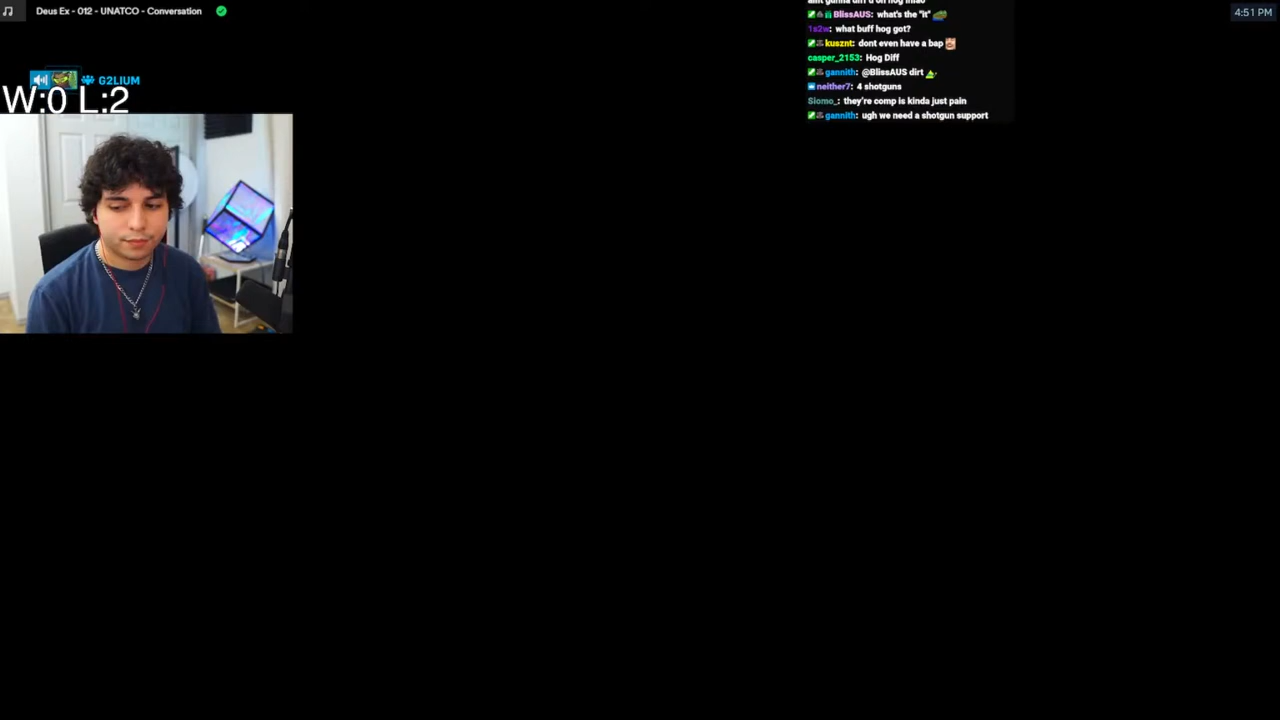 Deus Ex - 012 - UNATCO - Conversation
4:51 PM
G2LIUM
W:0 L:2
BlissAUS: what's the "it"
1s2w: what buff hog got?
kusznt: dont even have a bap
casper_2153: Hog Diff
gannith: @BlissAUS dirt
neither7: 4 shotguns
Siomo_: they're comp is kinda just pain
gannith: ugh we need a shotgun support